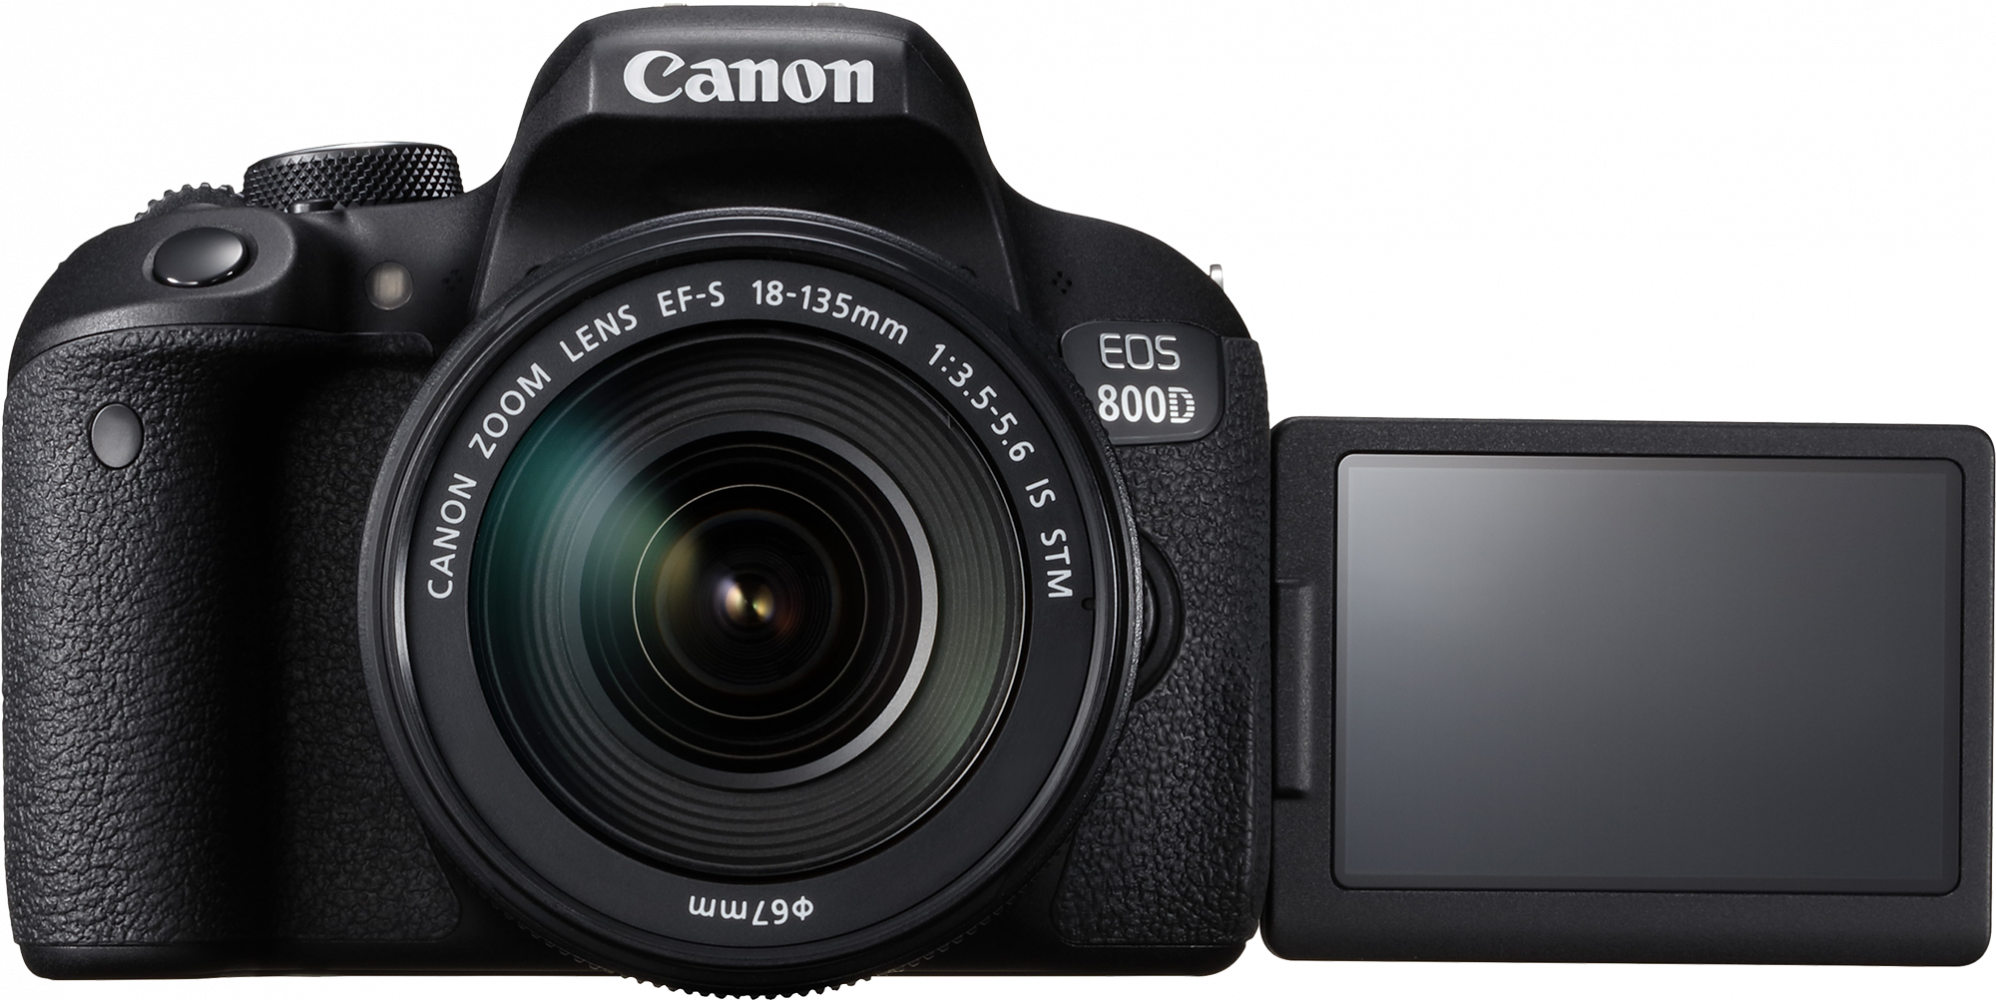 Canon
EOS
800D
CANON ZOOM LENS EF-S 18-135mm 1:3.5-5.6 IS STM
Φ67mm